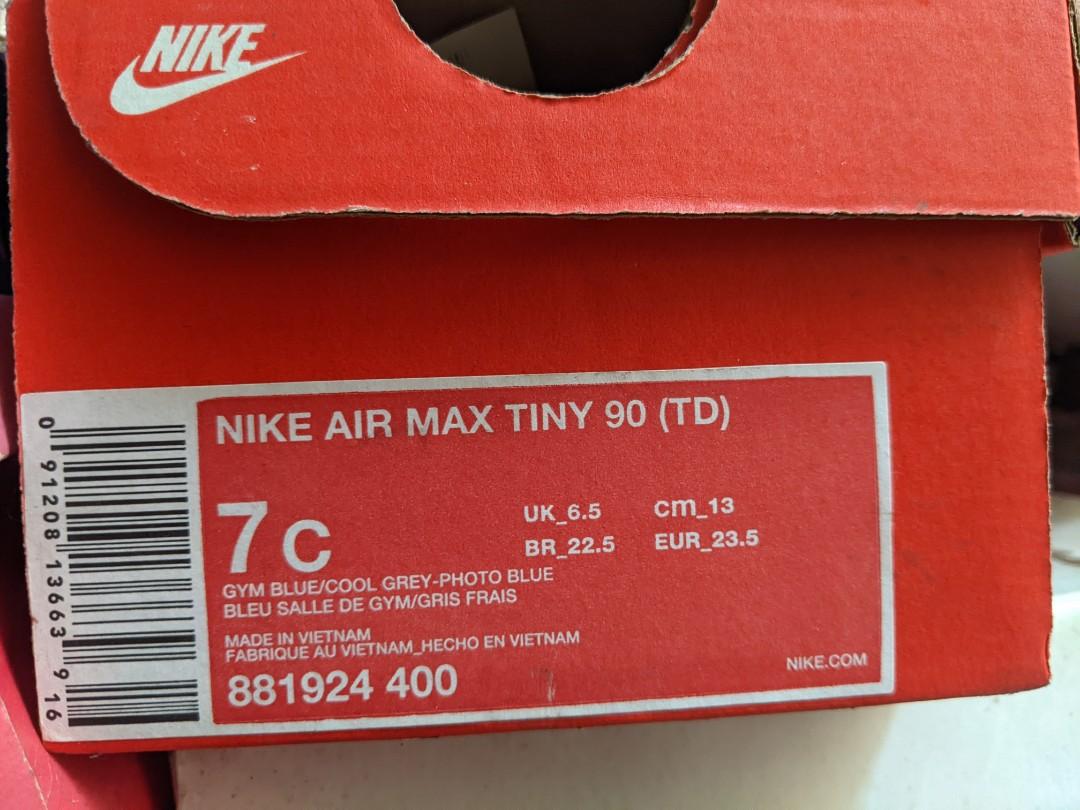 NIKE
NIKE AIR MAX TINY 90 (TD)
7C
UK_6.5 cm_13
BR_22.5 EUR_23.5
GYM BLUE/COOL GREY-PHOTO BLUE
BLEU SALLE DE GYM/GRIS FRAIS
MADE IN VIETNAM
FABRIQUE AU VIETNAM_HECHO EN VIETNAM
881924 400
NIKE.COM
0 91208 13663 9 16